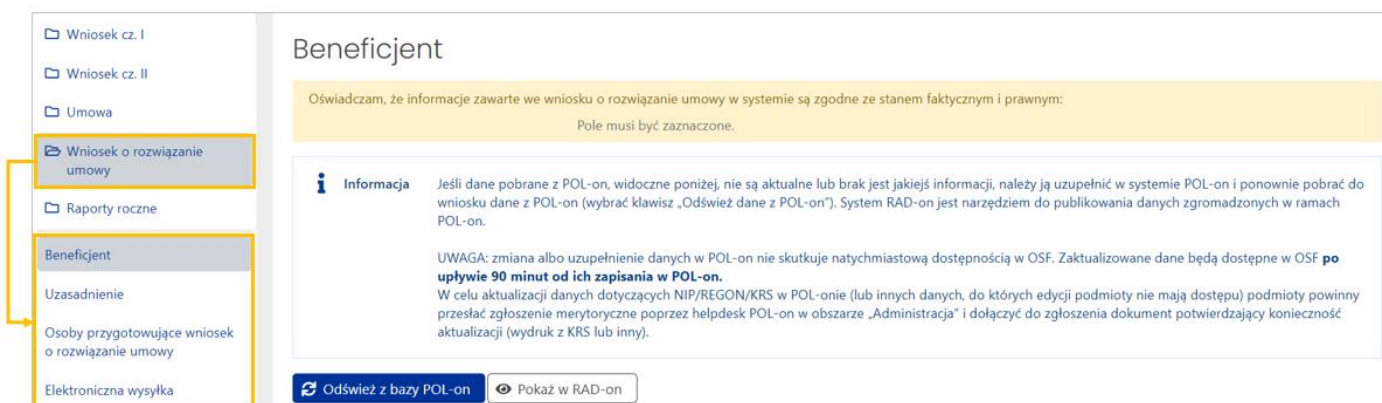 Wniosek cz. I
Wniosek cz. II
Umowa
Wniosek o rozwiązanie
umowy
Raporty roczne
Beneficjent
Uzasadnienie
Osoby przygotowujące wniosek
o rozwiązanie umowy
Elektroniczna wysyłka
Beneficjent
Oświadczam, że informacje zawarte we wniosku o rozwiązanie umowy w systemie są zgodne ze stanem faktycznym i prawnym:
Pole musi być zaznaczone.
Informacja
Jeśli dane pobrane z POL-on, widoczne poniżej, nie są aktualne lub brak jest jakiejś informacji, należy ją uzupełnić w systemie POL-on i ponownie pobrać do
wniosku dane z POL-on (wybrać klawisz „Odśwież dane z POL-on"). System RAD-on jest narzędziem do publikowania danych zgromadzonych w ramach
POL-on.
UWAGA: zmiana albo uzupełnienie danych w POL-on nie skutkuje natychmiastową dostępnością w OSF. Zaktualizowane dane będą dostępne w OSF po
upływie 90 minut od ich zapisania w POL-on.
W celu aktualizacji danych dotyczących NIP/REGON/KRS w POL-onie (lub innych danych, do których edycji podmioty nie mają dostępu) podmioty powinny
przesłać zgłoszenie merytoryczne poprzez helpdesk POL-on w obszarze „Administracja" i dołączyć do zgłoszenia dokument potwierdzający konieczność
aktualizacji (wydruk z KRS lub inny).
Odśwież z bazy POL-on
Pokaż w RAD-on